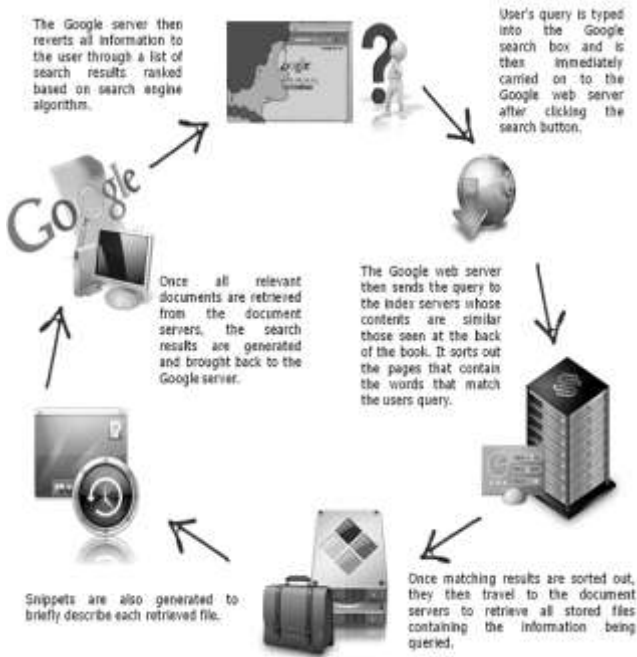 The Google server then
reverts all information to
the user through a list of
search results ranked
based on search engine
algorithm.
User's query is typed
into the Google
search box and is
then immediately
carried on to the
Google web server
after clicking the
search button.
Google
The Google web server
then sends the query to
the index servers whose
contents are similar
those seen at the back
of the book. It sorts out
the pages that contain
the words that match
the users query.
Once all relevant
documents are retrieved
from the document
servers, the search
results are generated
and brought back to the
Google server.
Once matching results are sorted out,
they then travel to the document
servers to retrieve all stored files
containing the information being
queried.
Snippets are also generated to
briefly describe each retrieved file.